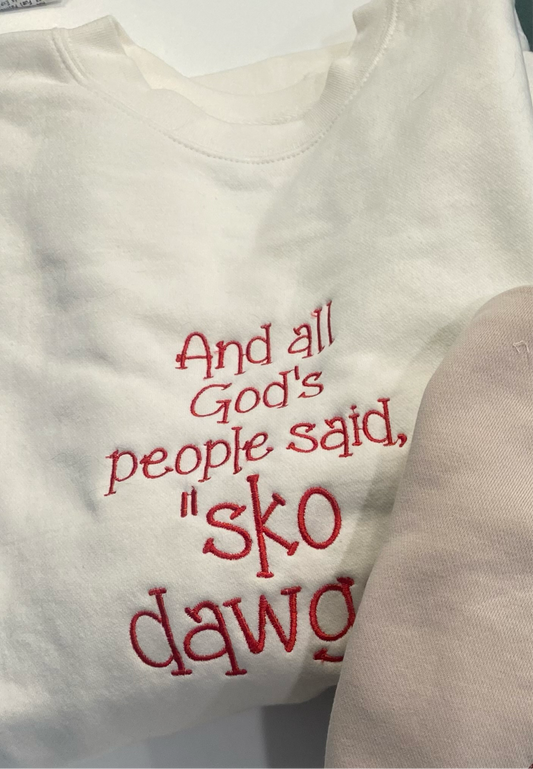 And all
God's
people said,
"sko
dawg